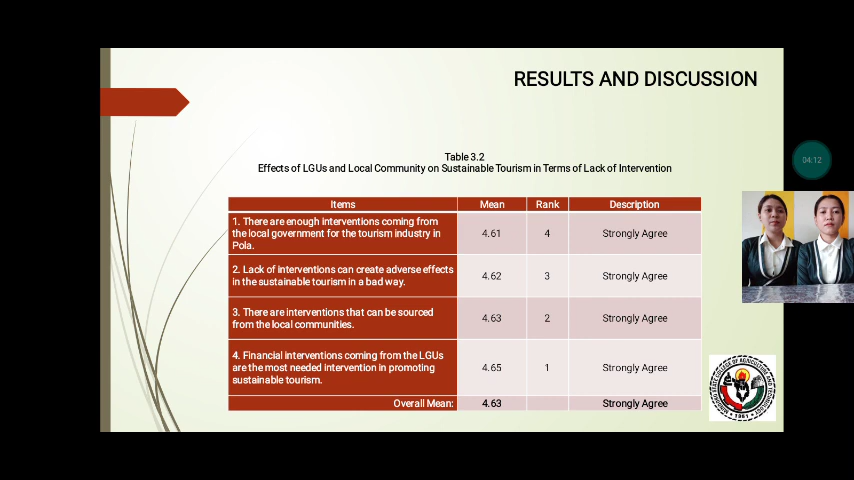 RESULTS AND DISCUSSION
04:12
Table 3.2
Effects of LGUs and Local Community on Sustainable Tourism in Terms of Lack of Intervention
Items Mean Rank Description
1. There are enough interventions coming from
the local government for the tourism industry in
Pola.
4.61 4 Strongly Agree
2. Lack of interventions can create adverse effects
in the sustainable tourism in a bad way.
4.62 3 Strongly Agree
3. There are interventions that can be sourced
from the local communities.
4.63 2 Strongly Agree
4. Financial interventions coming from the LGUs
are the most needed intervention in promoting
sustainable tourism.
4.65 1 Strongly Agree
Overall Mean: 4.63 Strongly Agree
1951